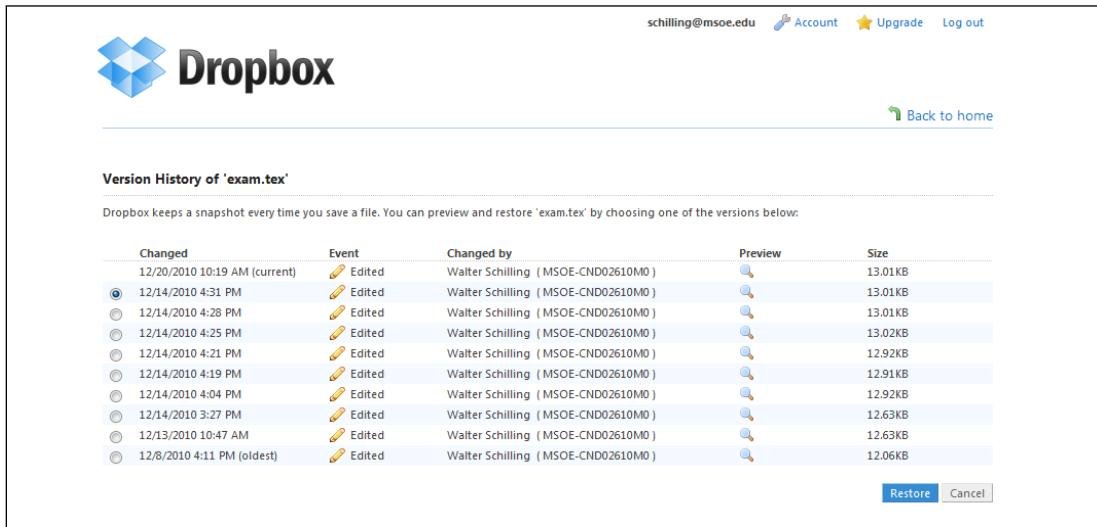 schilling@msoe.edu Account Upgrade Log out
Dropbox
Back to home
Version History of 'exam.tex'
Dropbox keeps a snapshot every time you save a file. You can preview and restore 'exam.tex' by choosing one of the versions below:
Changed Event Changed by Preview Size
12/20/2010 10:19 AM (current) Edited Walter Schilling ( MSOE-CND02610M0 ) 13.01KB
12/14/2010 4:31 PM Edited Walter Schilling ( MSOE-CND02610M0 ) 13.01KB
12/14/2010 4:28 PM Edited Walter Schilling ( MSOE-CND02610M0 ) 13.01KB
12/14/2010 4:25 PM Edited Walter Schilling ( MSOE-CND02610M0 ) 13.02KB
12/14/2010 4:21 PM Edited Walter Schilling ( MSOE-CND02610M0 ) 12.92KB
12/14/2010 4:19 PM Edited Walter Schilling ( MSOE-CND02610M0 ) 12.91KB
12/14/2010 4:04 PM Edited Walter Schilling ( MSOE-CND02610M0 ) 12.92KB
12/14/2010 3:27 PM Edited Walter Schilling ( MSOE-CND02610M0 ) 12.63KB
12/13/2010 10:47 AM Edited Walter Schilling ( MSOE-CND02610M0 ) 12.63KB
12/8/2010 4:11 PM (oldest) Edited Walter Schilling ( MSOE-CND02610M0 ) 12.06KB
Restore Cancel